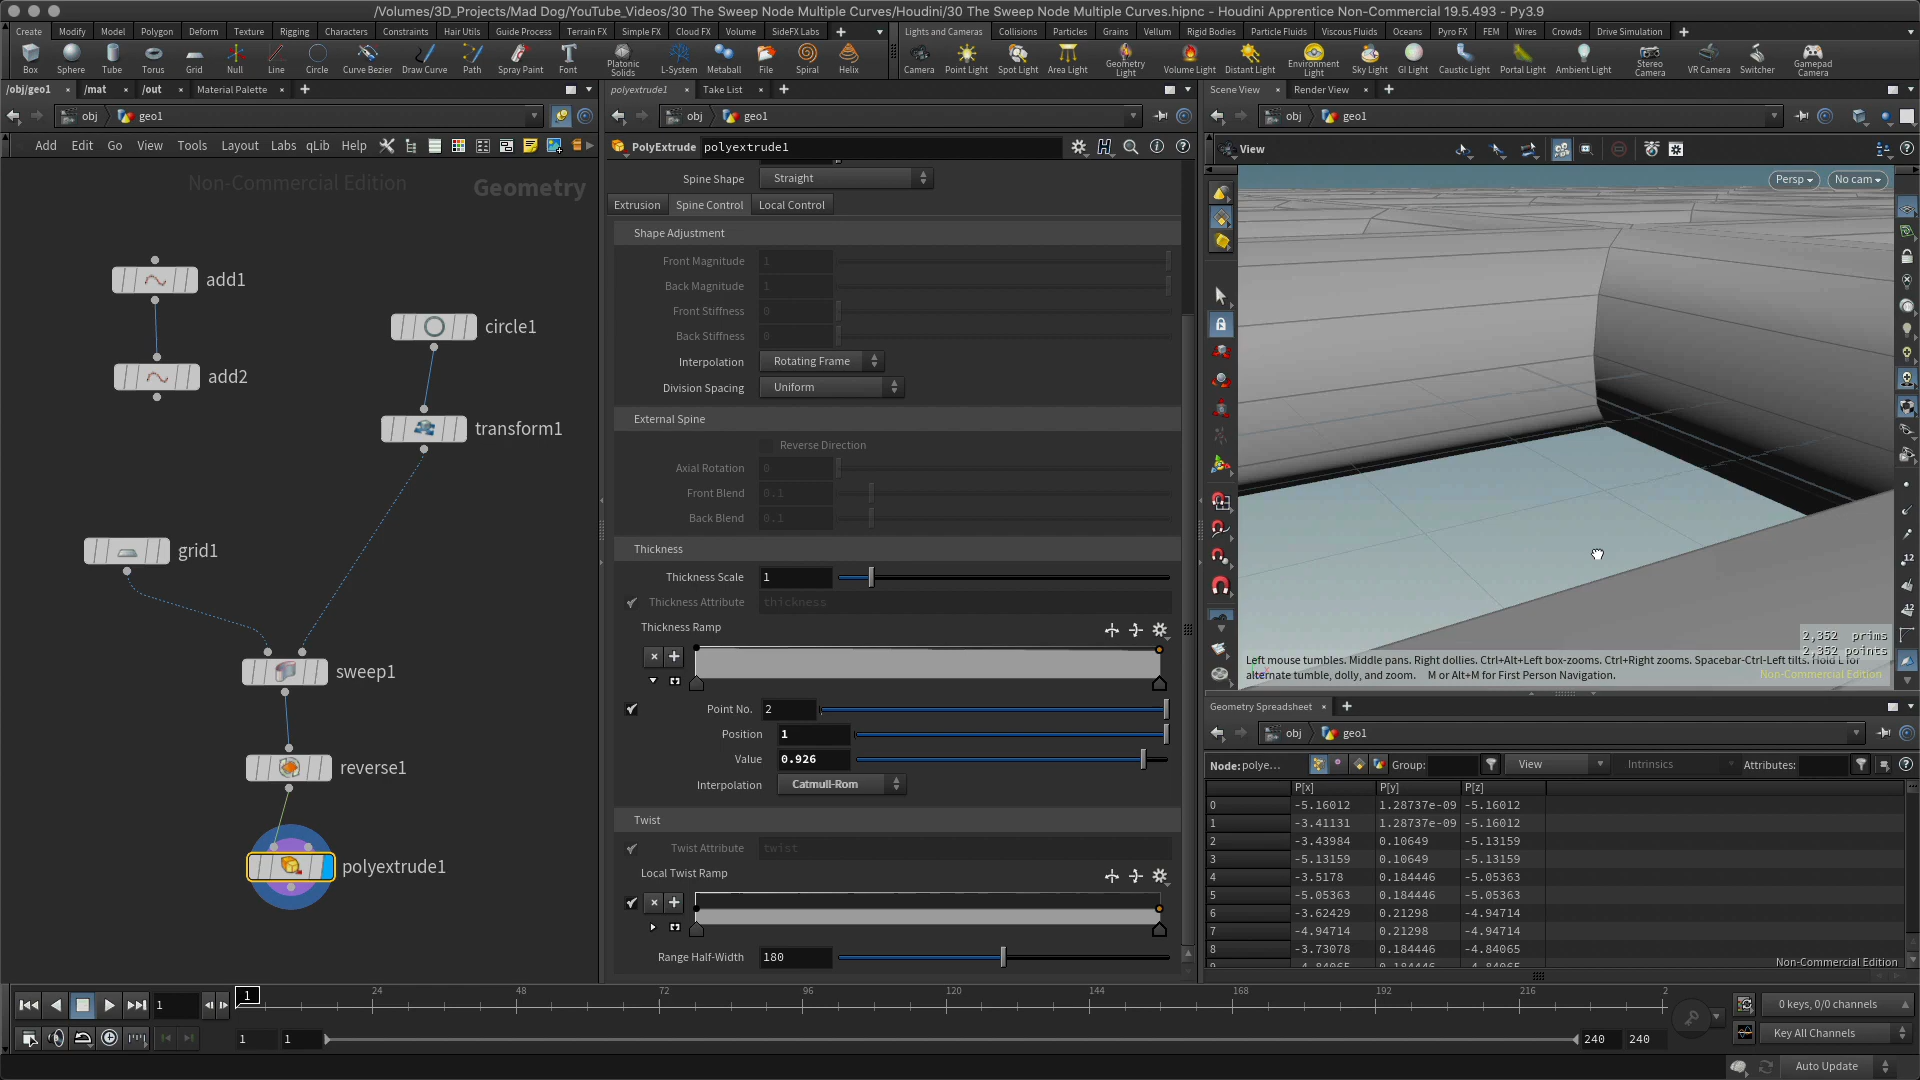 /Volumes/3D_Projects/Mad Dog/YouTube_Videos/30 The Sweep Node Multiple Curves/Houdini/30 The Sweep Node Multiple Curves.hipnc - Houdini Apprentice Non-Commercial 19.5.493 - Py3.9
Create Modify Model Polygon Deform Texture Rigging Characters Constraints Hair Utils Guide Process Terrain FX Simple FX Cloud FX Volume SideFX Labs
Lights and Cameras Collisions Particles Grains Vellum Rigid Bodies Particle Fluids Viscous Fluids Oceans Pyro FX FEM Wires Crowds Drive Simulation
Box Sphere Tube Torus Grid Null Line Circle Curve Bezier Draw Curve Path Spray Paint Font Platonic Solids L-System Metaball File Spiral Helix
Camera Point Light Spot Light Area Light Geometry Light Volume Light Distant Light Environment Light Sky Light GI Light Caustic Light Portal Light Ambient Light Stereo Camera VR Camera Switcher Gamepad Camera
/obj/geo1 /mat /out Material Palette
obj geo1
Add Edit Go View Tools Layout Labs qLib Help
Non-Commercial Edition
Geometry
add1
circle1
add2
transform1
grid1
sweep1
reverse1
polyextrude1
polyextrude1 Take List
obj geo1
PolyExtrude polyextrude1
Spine Shape Straight
Extrusion Spine Control Local Control
Shape Adjustment
Front Magnitude 1
Back Magnitude 1
Front Stiffness 0
Back Stiffness 0
Interpolation Rotating Frame
Division Spacing Uniform
External Spine
Reverse Direction
Axial Rotation 0
Front Blend 0.1
Back Blend 0.1
Thickness
Thickness Scale 1
Thickness Attribute thickness
Thickness Ramp
Point No. 2
Position 1
Value 0.926
Interpolation Catmull-Rom
Twist
Twist Attribute twist
Local Twist Ramp
Range Half-Width 180
Scene View Render View
obj geo1
View
Persp No cam
2,352 prims
2,352 points
Left mouse tumbles. Middle pans. Right dollies. Ctrl+Alt+Left box-zooms. Ctrl+Right zooms. Spacebar-Ctrl-Left tilts. Hold L for
alternate tumble, dolly, and zoom. M or Alt+M for First Person Navigation.
Non-Commercial Edition
12
12
Geometry Spreadsheet
obj geo1
Node: polye... Group: View Intrinsics Attributes:
P[x] P[y] P[z]
0 -5.16012 1.28737e-09 -5.16012
1 -3.41131 1.28737e-09 -5.16012
2 -3.43984 0.10649 -5.13159
3 -5.13159 0.10649 -5.13159
4 -3.5178 0.184446 -5.05363
5 -5.05363 0.184446 -5.05363
6 -3.62429 0.21298 -4.94714
7 -4.94714 0.21298 -4.94714
8 -3.73078 0.184446 -4.84065
9 -4.84065 0.184446 -4.84065
Non-Commercial Edition
1 1 24 48 72 96 120 144 168 192 216 2
0 keys, 0/0 channels
1 1 240 240
Key All Channels
Auto Update